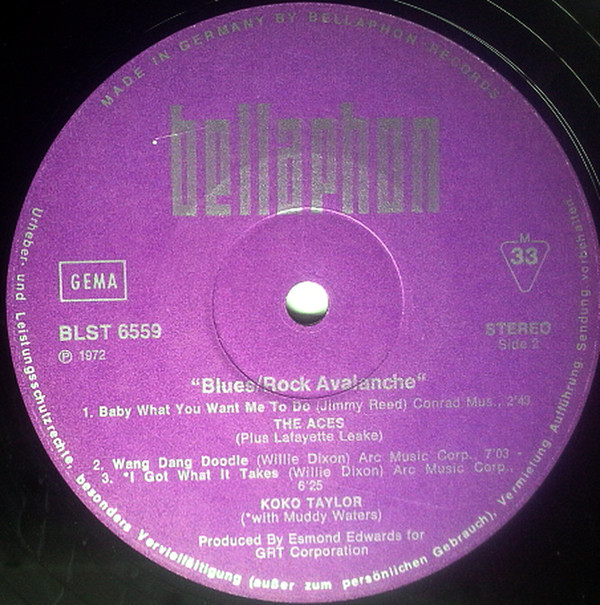 MADE IN GERMANY BY BELLAPHON-RECORDS
bellaphon
GEMA
M
33
BLST 6559
Ⓟ 1972
STEREO
Side 2
"Blues/Rock Avalanche"
1. Baby What You Want Me To Do (Jimmy Reed) Conrad Mus., 2'43
THE ACES
(Plus Lafayette Leake)
2. Wang Dang Doodle (Willie Dixon) Arc Music Corp., 7'03 -
3. *I Got What It Takes (Willie Dixon) Arc Music Corp.,
6'25
KOKO TAYLOR
(*with Muddy Waters)
Produced By Esmond Edwards for
GRT Corporation
Urheber- und Leistungsschutzrechte, besondere Vervielfältigung (außer zum persönlichen Gebrauch), Vermietung, Aufführung, Sendung vorbehalten.